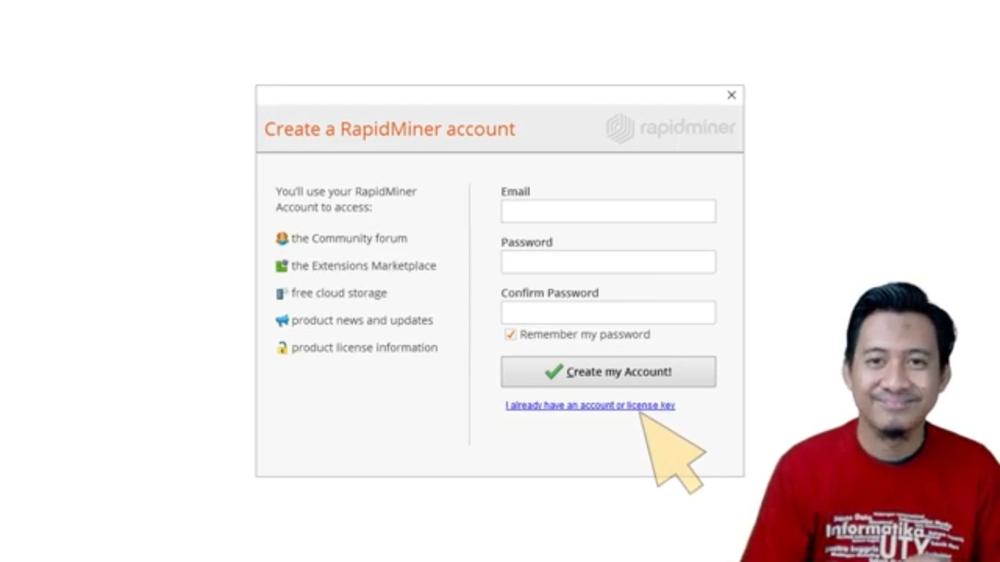 Create a RapidMiner account
rapidminer
You'll use your RapidMiner
Account to access:
the Community forum
the Extensions Marketplace
free cloud storage
product news and updates
product license information
Email
Password
Confirm Password
Remember my password
Create my Account!
I already have an account or license key
Informatika
UTY